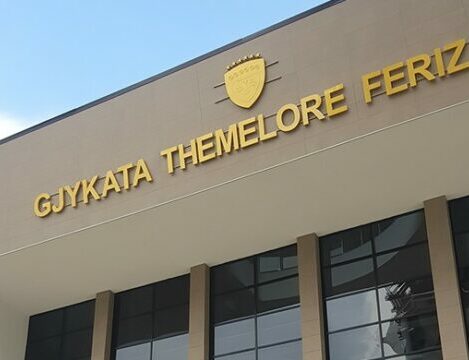 GJYKATA THEMELORE FERIZ